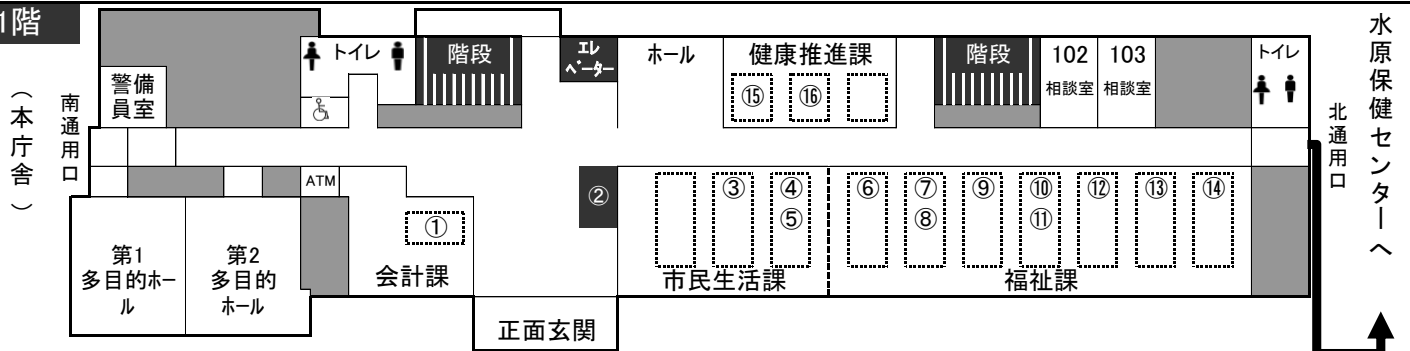 1階
(本庁舎)
南通用口
警備
員室
トイレ
階段
エレ
ベーター
ホール
健康推進課
⑮
⑯
階段
102
相談室
103
相談室
トイレ
北通用口
水原保健センターへ
ATM
①
会計課
②
③
④
⑤
市民生活課
⑥
⑦
⑧
⑨
⑩
⑪
⑫
⑬
⑭
福祉課
第1
多目的ホー
ル
第2
多目的
ホール
正面玄関